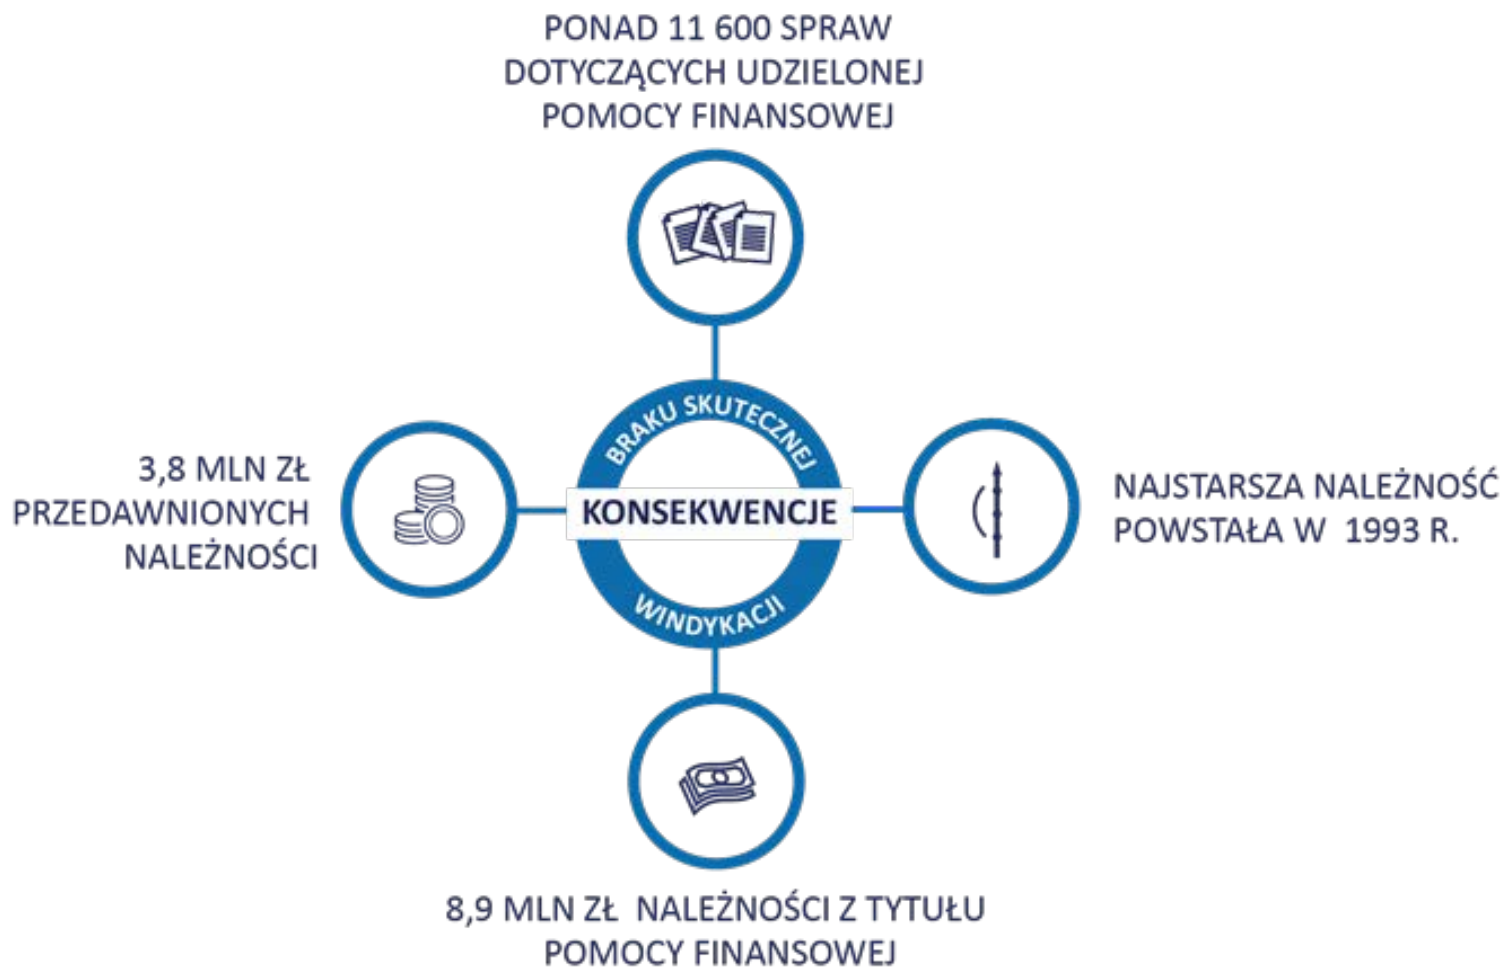 PONAD 11 600 SPRAW
DOTYCZĄCYCH UDZIELONEJ
POMOCY FINANSOWEJ
3,8 MLN ZŁ
PRZEDAWNIONYCH
NALEŻNOŚCI
KONSEKWENCJE
BRAKU SKUTECZNEJ
WINDYKACJI
NAJSTARSZA NALEŻNOŚĆ
POWSTAŁA W 1993 R.
8,9 MLN ZŁ NALEŻNOŚCI Z TYTUŁU
POMOCY FINANSOWEJ